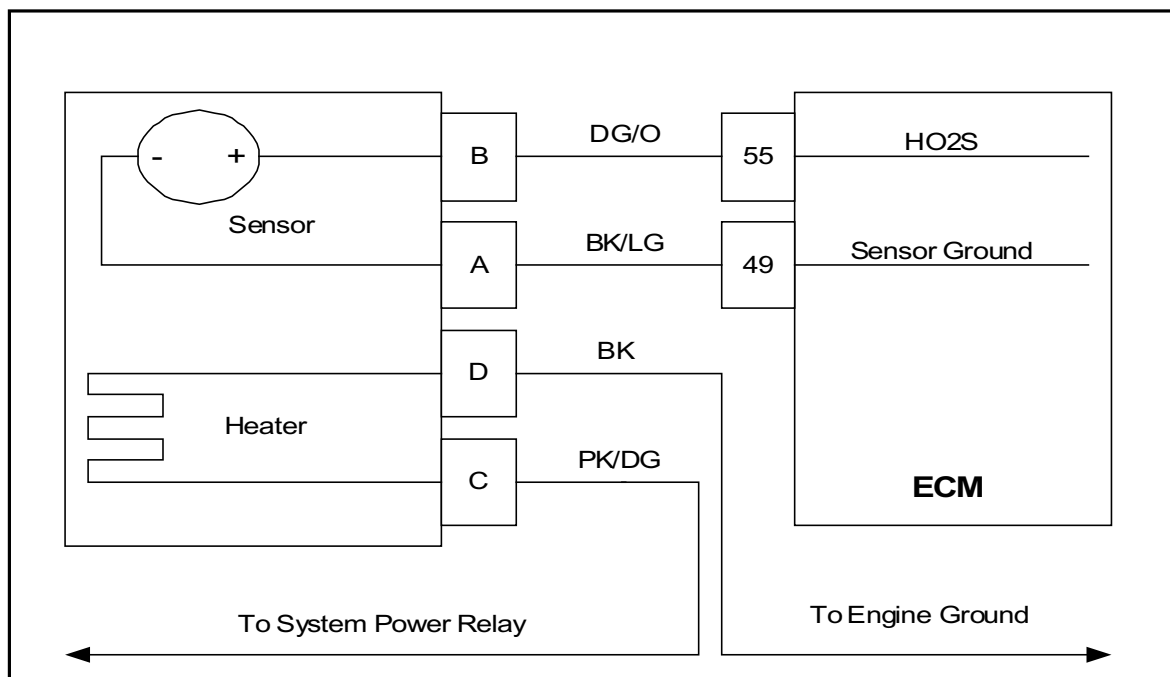 - +
B
DG/O
55
HO2S
Sensor
A
BK/LG
49
Sensor Ground
D
BK
Heater
C
PK/DG
ECM
To System Power Relay
To Engine Ground